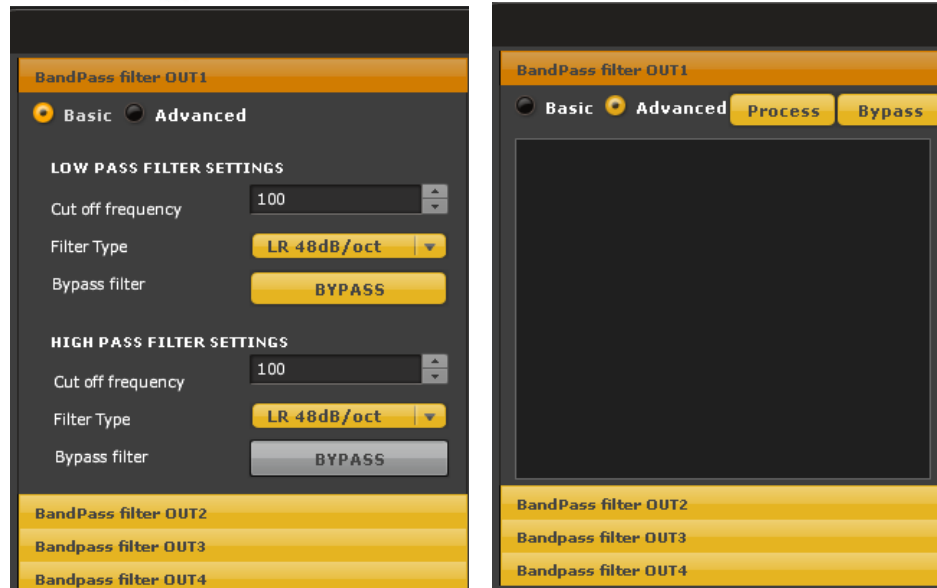 BandPass filter OUT1
Basic Advanced
LOW PASS FILTER SETTINGS
Cut off frequency 100
Filter Type LR 48dB/oct
Bypass filter BYPASS
HIGH PASS FILTER SETTINGS
Cut off frequency 100
Filter Type LR 48dB/oct
Bypass filter BYPASS
BandPass filter OUT2
Bandpass filter OUT3
Bandpass filter OUT4
BandPass filter OUT1
Basic Advanced Process Bypass
BandPass filter OUT2
Bandpass filter OUT3
Bandpass filter OUT4